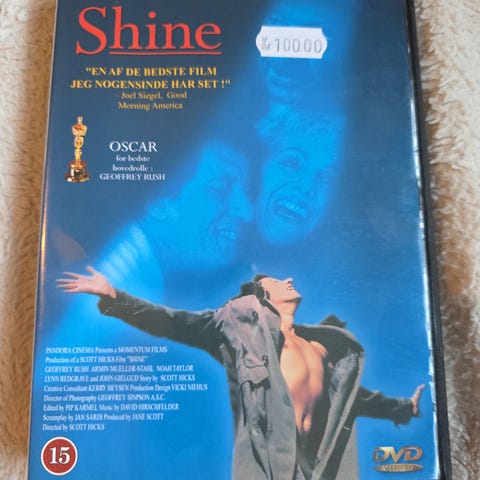 Shine
Kr 100.00
"EN AF DE BEDSTE FILM
JEG NOGENSINDE HAR SET !"
– Joel Siegel, Good
Morning America
OSCAR
for bedste
hovedrolle :
GEOFFREY RUSH
PANDORA CINEMA Presents a MOMENTUM FILMS
Production of a SCOTT HICKS Film "SHINE"
GEOFFREY RUSH ARMIN MUELLER-STAHL NOAH TAYLOR
LYNN REDGRAVE and JOHN GIELGUD Story by SCOTT HICKS
Creative Consultant KERRY HEYSEN Production Design VICKI NIEHUS
Director of Photography GEOFFREY SINPSON A.S.C.
Edited by PIP KARMEL Music by DAVID HIRSCHFELDER
Screenplay by JAN SARDI Produced by JANE SCOTT
Directed by SCOTT HICKS
15
DVD
VIDEO